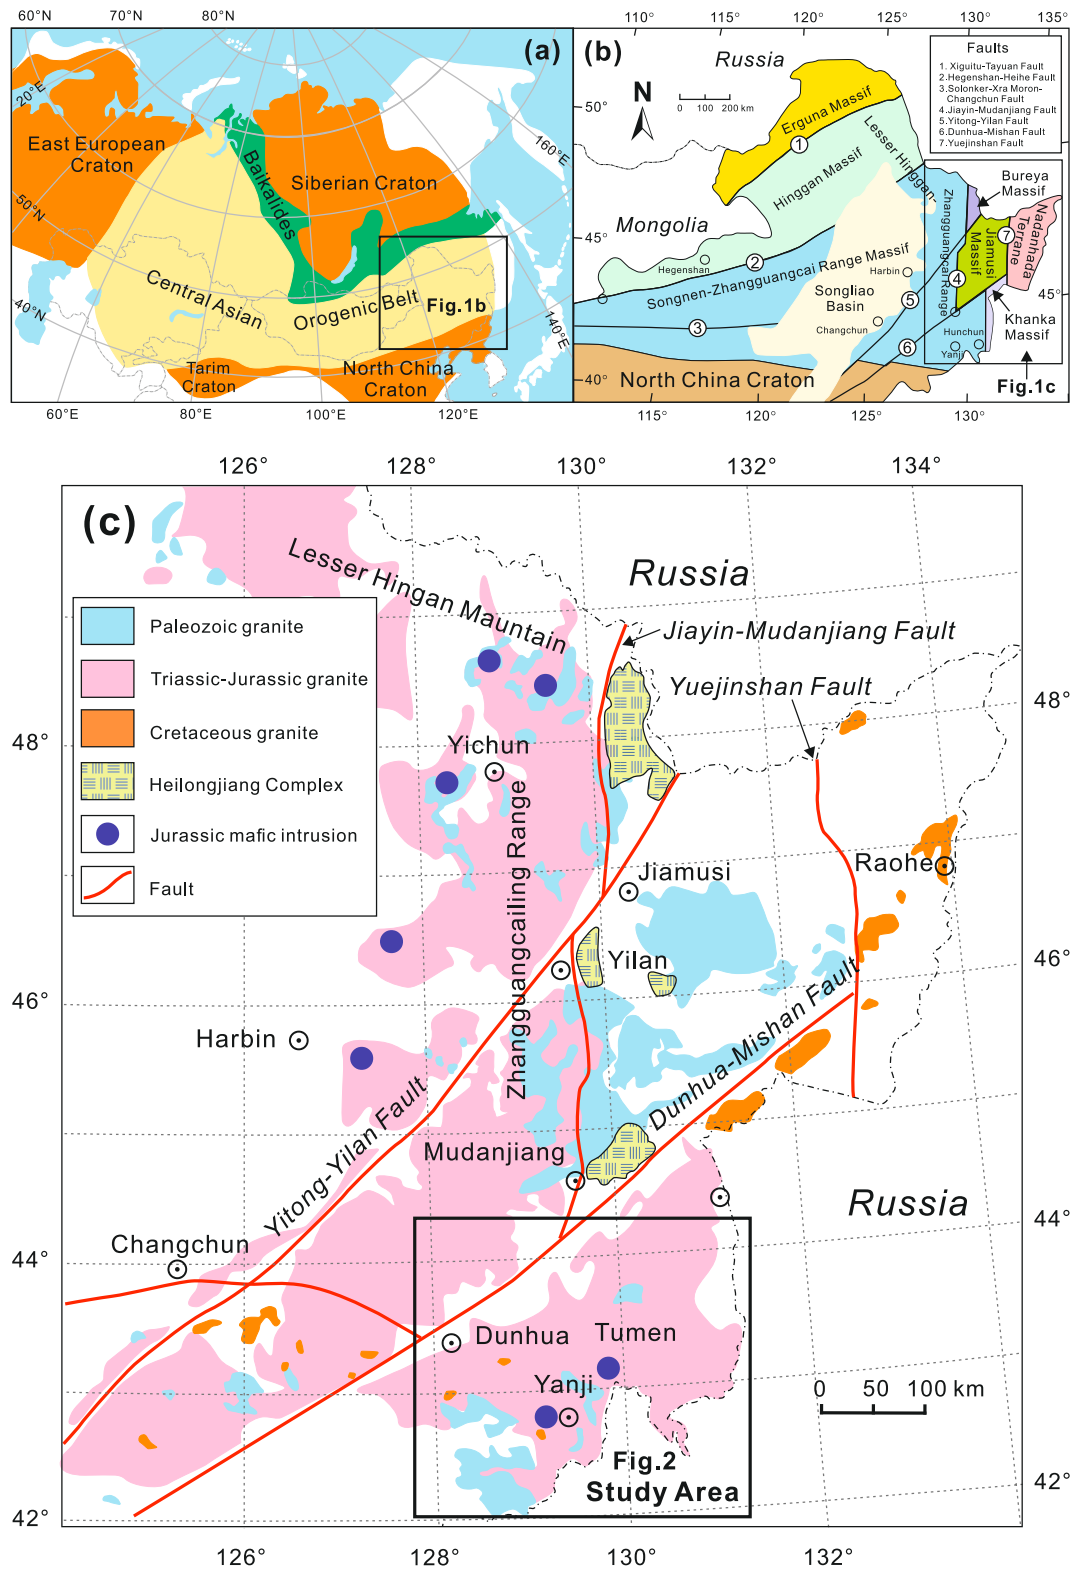 60°N
70°N
80°N
(a)
20°E
East European
Craton
50°N
40°N
Baikalides
Siberian Craton
160°E
Central Asian
Orogenic Belt
Fig.1b
140°E
Tarim
Craton
North China
Craton
60°E
80°E
100°E
120°E
110°
115°
120°
125°
130°
135°
(b)
Russia
N
0 100 200 km
50°
45°
40°
45°
Faults
1. Xiguitu-Tayuan Fault
2.Hegenshan-Heihe Fault
3.Solonker-Xra Moron-
Changchun Fault
4.Jiayin-Mudanjiang Fault
5.Yitong-Yilan Fault
6.Dunhua-Mishan Fault
7.Yuejinshan Fault
Erguna Massif
1
Lesser Hinggan-
Hinggan Massif
Mongolia
Hegenshan
2
Songnen-Zhangguangcai Range Massif
Harbin
Songliao
Basin
Changchun
3
5
6
Zhangguangcai Range
4
Jiamusi
Massif
7
Nadanhada
Terrane
Bureya
Massif
Khanka
Massif
Hunchun
Yanji
North China Craton
Fig.1c
115°
120°
125°
130°
126°
128°
130°
132°
134°
(c)
Lesser Hingan Mauntain
Russia
Jiayin-Mudanjiang Fault
Yuejinshan Fault
Paleozoic granite
Triassic-Jurassic granite
Cretaceous granite
Heilongjiang Complex
Jurassic mafic intrusion
Fault
48°
48°
Yichun
Zhangguangcailing Range
Jiamusi
Raohe
Yilan
46°
46°
Harbin
Dunhua-Mishan Fault
Yitong-Yilan Fault
Mudanjiang
Russia
44°
44°
Changchun
Dunhua
Tumen
Yanji
0 50 100 km
Fig.2
Study Area
42°
42°
126°
128°
130°
132°